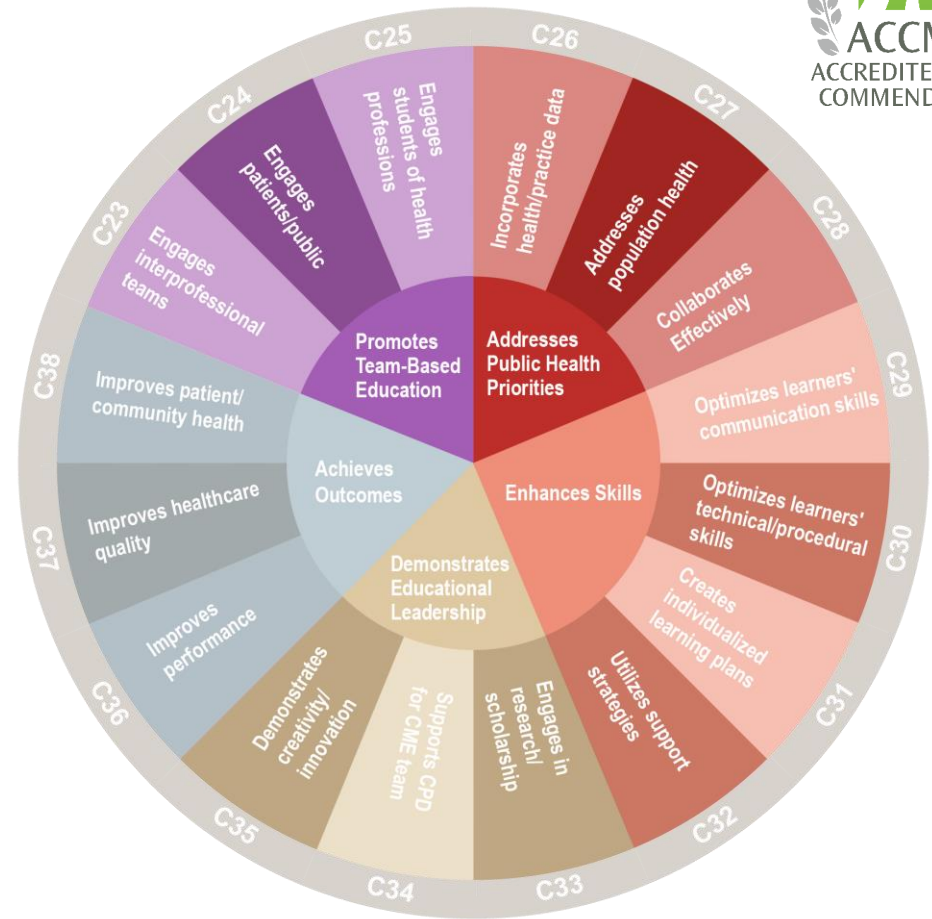 ACCM
ACCREDITE
COMMEND
C23
Engages
interprofessional
teams
C24
Engages
patients/public
C25
Engages
students of health
professions
C26
Incorporates
health/practice data
C27
Addresses
population health
C28
Collaborates
Effectively
C29
Optimizes learners'
communication skills
C30
Optimizes learners'
technical/procedural
skills
C31
Creates
individualized
learning plans
C32
Utilizes support
strategies
C33
Engages in
research/
scholarship
C34
Supports CPD
for CME team
C35
Demonstrates
creativity/
innovation
C36
Improves
performance
C37
Improves healthcare
quality
C38
Improves patient/
community health
Promotes
Team-Based
Education
Addresses
Public Health
Priorities
Enhances Skills
Demonstrates
Educational
Leadership
Achieves
Outcomes